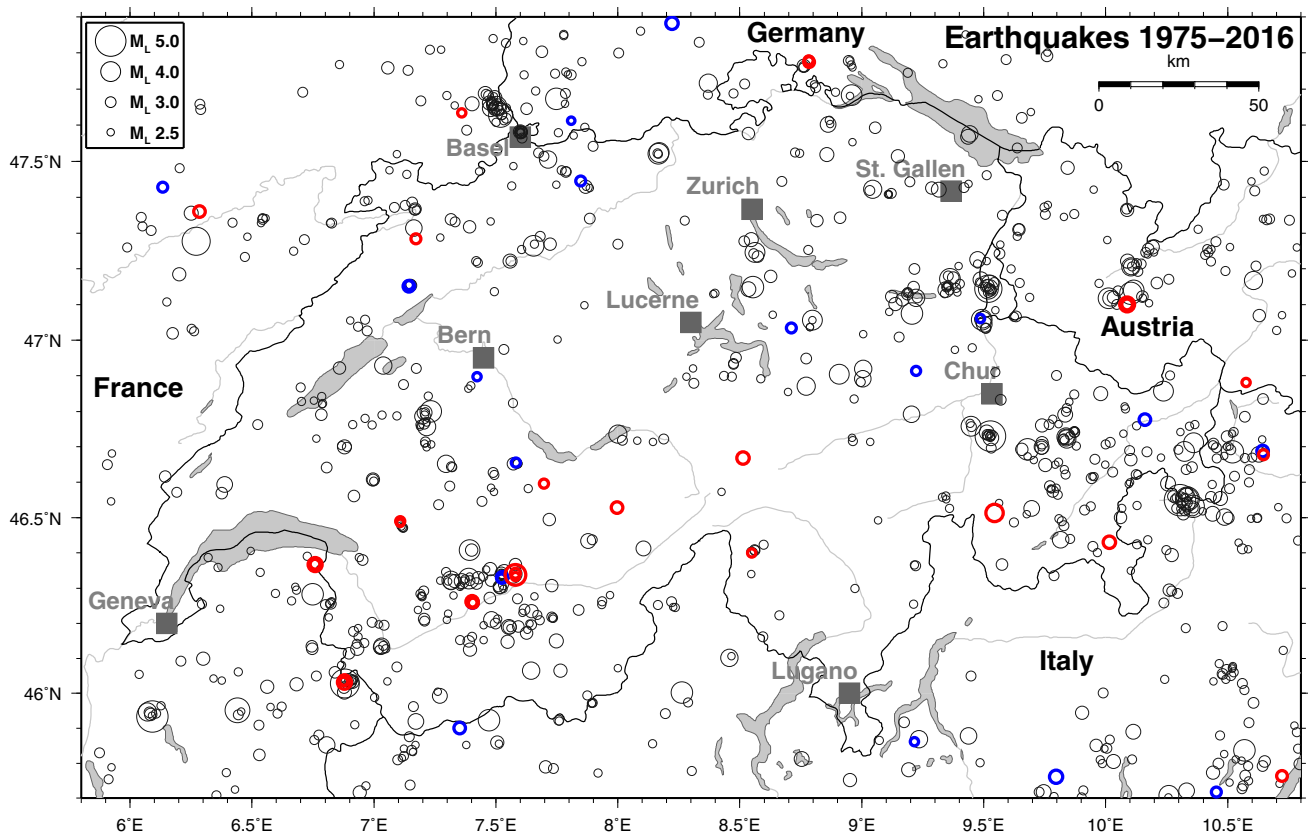 M_L 5.0
M_L 4.0
M_L 3.0
M_L 2.5
Germany
Earthquakes 1975–2016
km
0 50
47.5°N
Basel
St. Gallen
Zurich
Lucerne
47°N
Bern
Austria
France
Chur
46.5°N
Geneva
Italy
Lugano
46°N
6°E 6.5°E 7°E 7.5°E 8°E 8.5°E 9°E 9.5°E 10°E 10.5°E